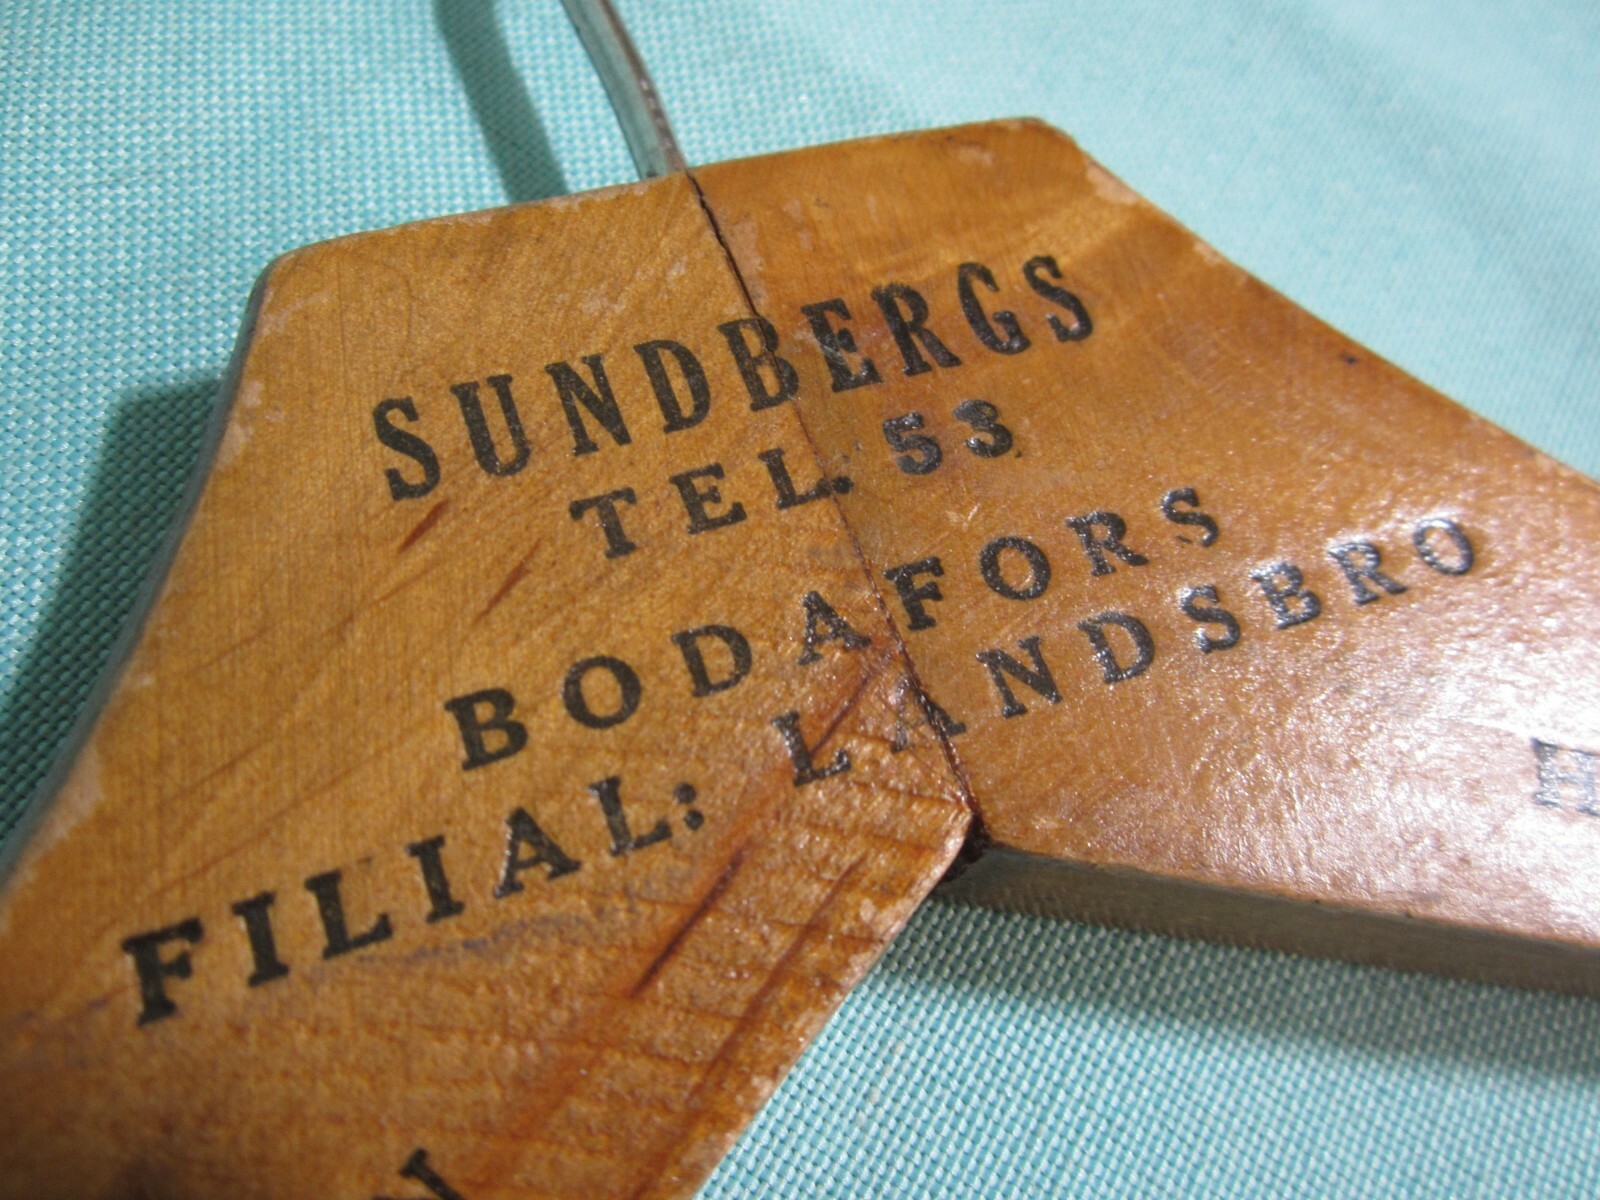 SUNDBERGS
TEL. 53
BODAFORS
FILIAL: LANDSBRO